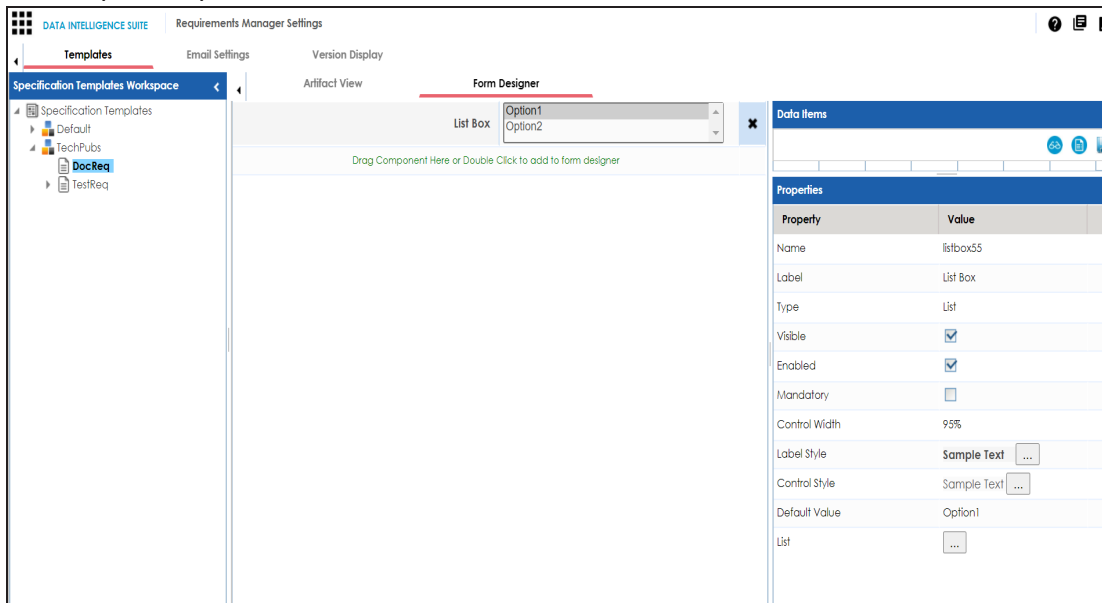 DATA INTELLIGENCE SUITE Requirements Manager Settings
Templates Email Settings Version Display
Specification Templates Workspace
Artifact View Form Designer
Specification Templates
Default
TechPubs
DocReq
TestReq
List Box
Option1
Option2
Drag Component Here or Double Click to add to form designer
Data Items
Properties
Property Value
Name listbox55
Label List Box
Type List
Visible
Enabled
Mandatory
Control Width 95%
Label Style Sample Text ...
Control Style Sample Text ...
Default Value Option1
List ...